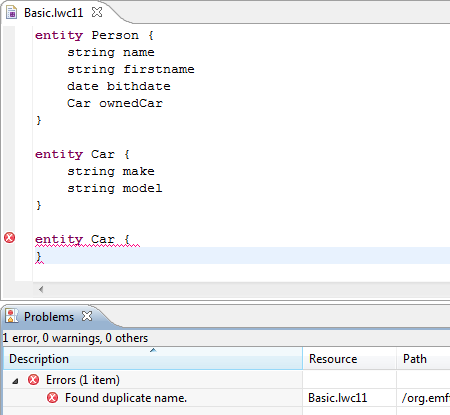 Basic.lwc11
entity Person {
string name
string firstname
date bithdate
Car ownedCar
}
entity Car {
string make
string model
}
entity Car {
}
Problems
1 error, 0 warnings, 0 others
Description Resource Path
Errors (1 item)
Found duplicate name. Basic.lwc11 /org.emf